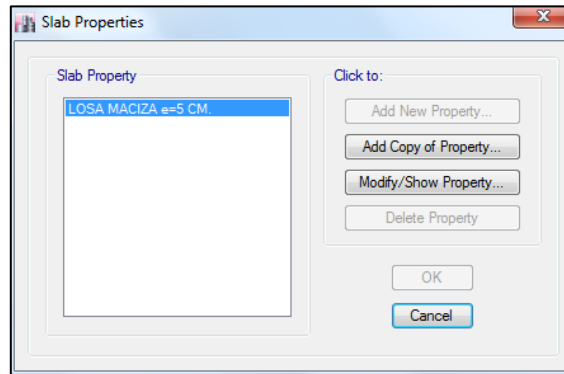 Slab Properties
Slab Property
LOSA MACIZA e=5 CM.
Click to:
Add New Property...
Add Copy of Property...
Modify/Show Property...
Delete Property
OK
Cancel